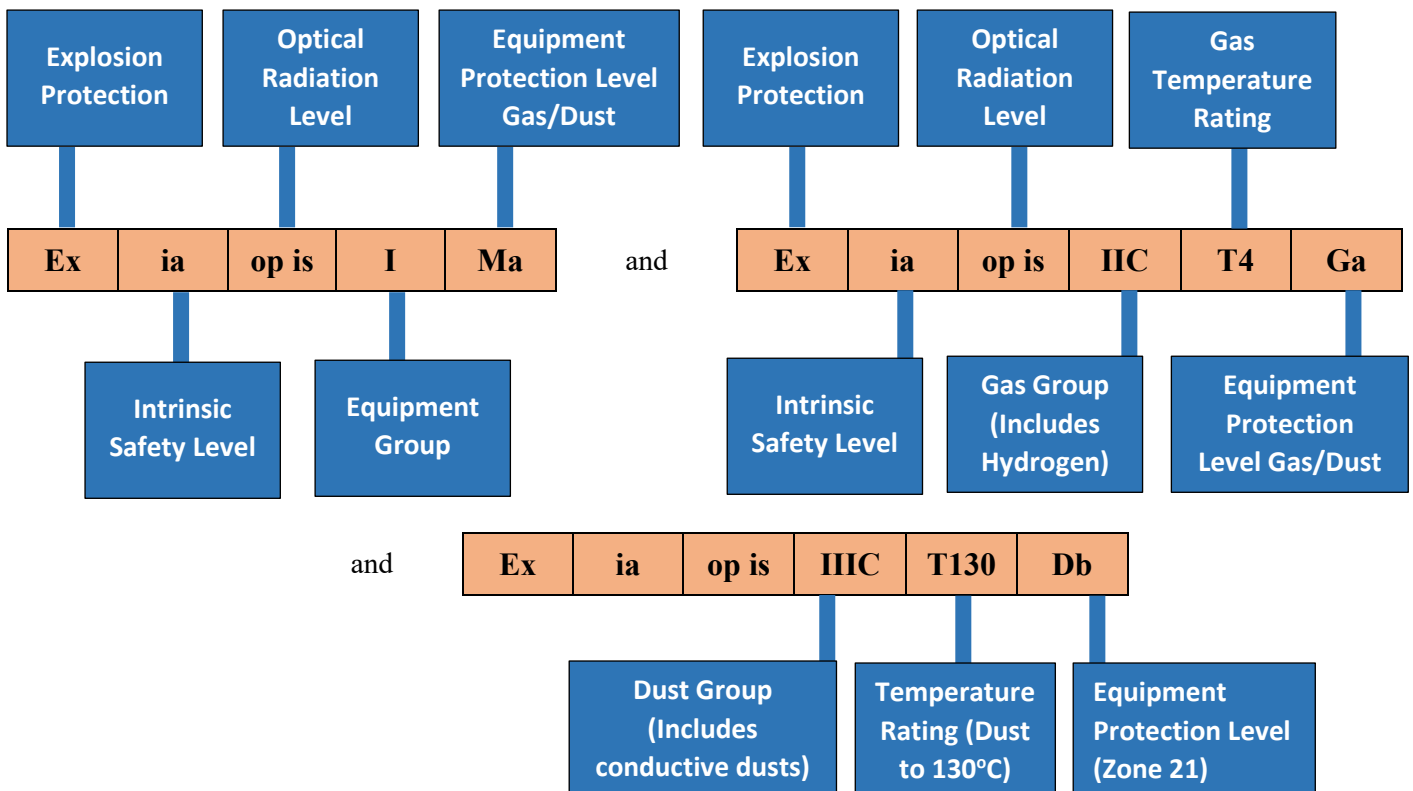 Explosion
Protection
Optical
Radiation
Level
Equipment
Protection Level
Gas/Dust
Explosion
Protection
Optical
Radiation
Level
Gas
Temperature
Rating
Ex ia op is I Ma and Ex ia op is IIC T4 Ga
Intrinsic
Safety Level
Equipment
Group
Intrinsic
Safety Level
Gas Group
(Includes
Hydrogen)
Equipment
Protection
Level Gas/Dust
and Ex ia op is IIIC T130 Db
Dust Group
(Includes
conductive dusts)
Temperature
Rating (Dust
to 130°C)
Equipment
Protection Level
(Zone 21)